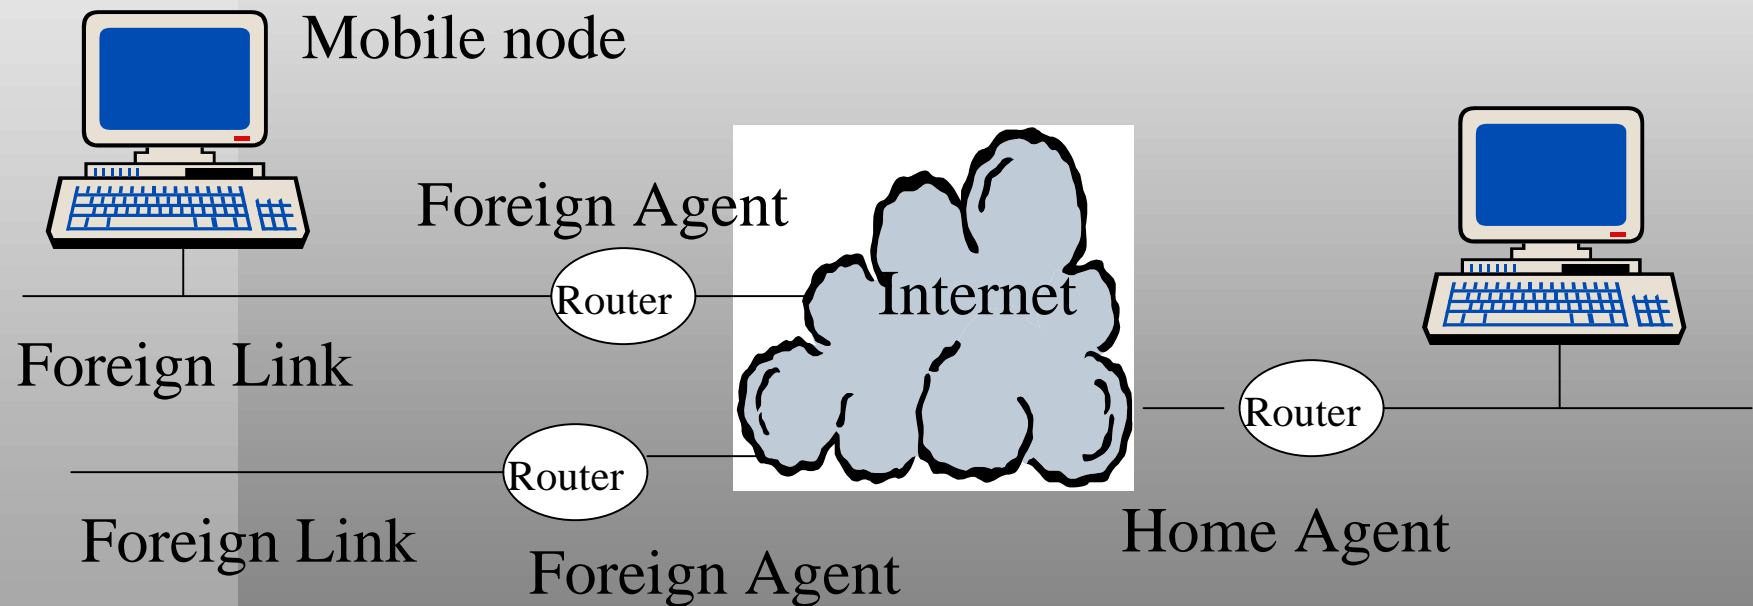 Mobile node
Foreign Agent
Router
Internet
Foreign Link
Router
Router
Foreign Link
Foreign Agent
Home Agent